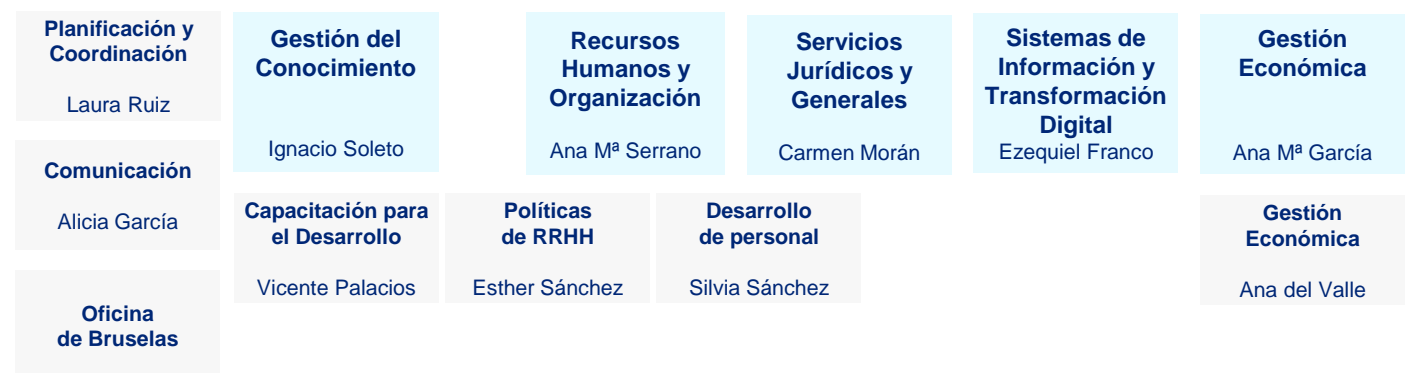 Planificación y
Coordinación
Laura Ruiz
Comunicación
Alicia García
Oficina
de Bruselas
Gestión del
Conocimiento
Ignacio Soleto
Capacitación para
el Desarrollo
Vicente Palacios
Recursos
Humanos y
Organización
Ana Mª Serrano
Políticas
de RRHH
Esther Sánchez
Desarrollo
de personal
Silvia Sánchez
Servicios
Jurídicos y
Generales
Carmen Morán
Sistemas de
Información y
Transformación
Digital
Ezequiel Franco
Gestión
Económica
Ana Mª García
Gestión
Económica
Ana del Valle